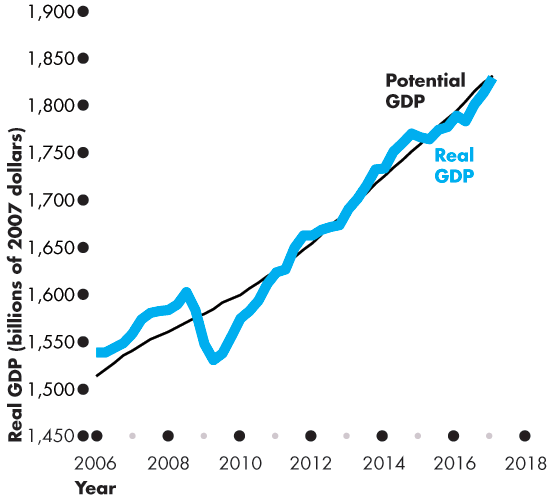 1,900
1,850
1,800
1,750
1,700
1,650
1,600
1,550
1,500
1,450
Real GDP (billions of 2007 dollars)
Potential
GDP
Real
GDP
2006 2008 2010 2012 2014 2016 2018
Year